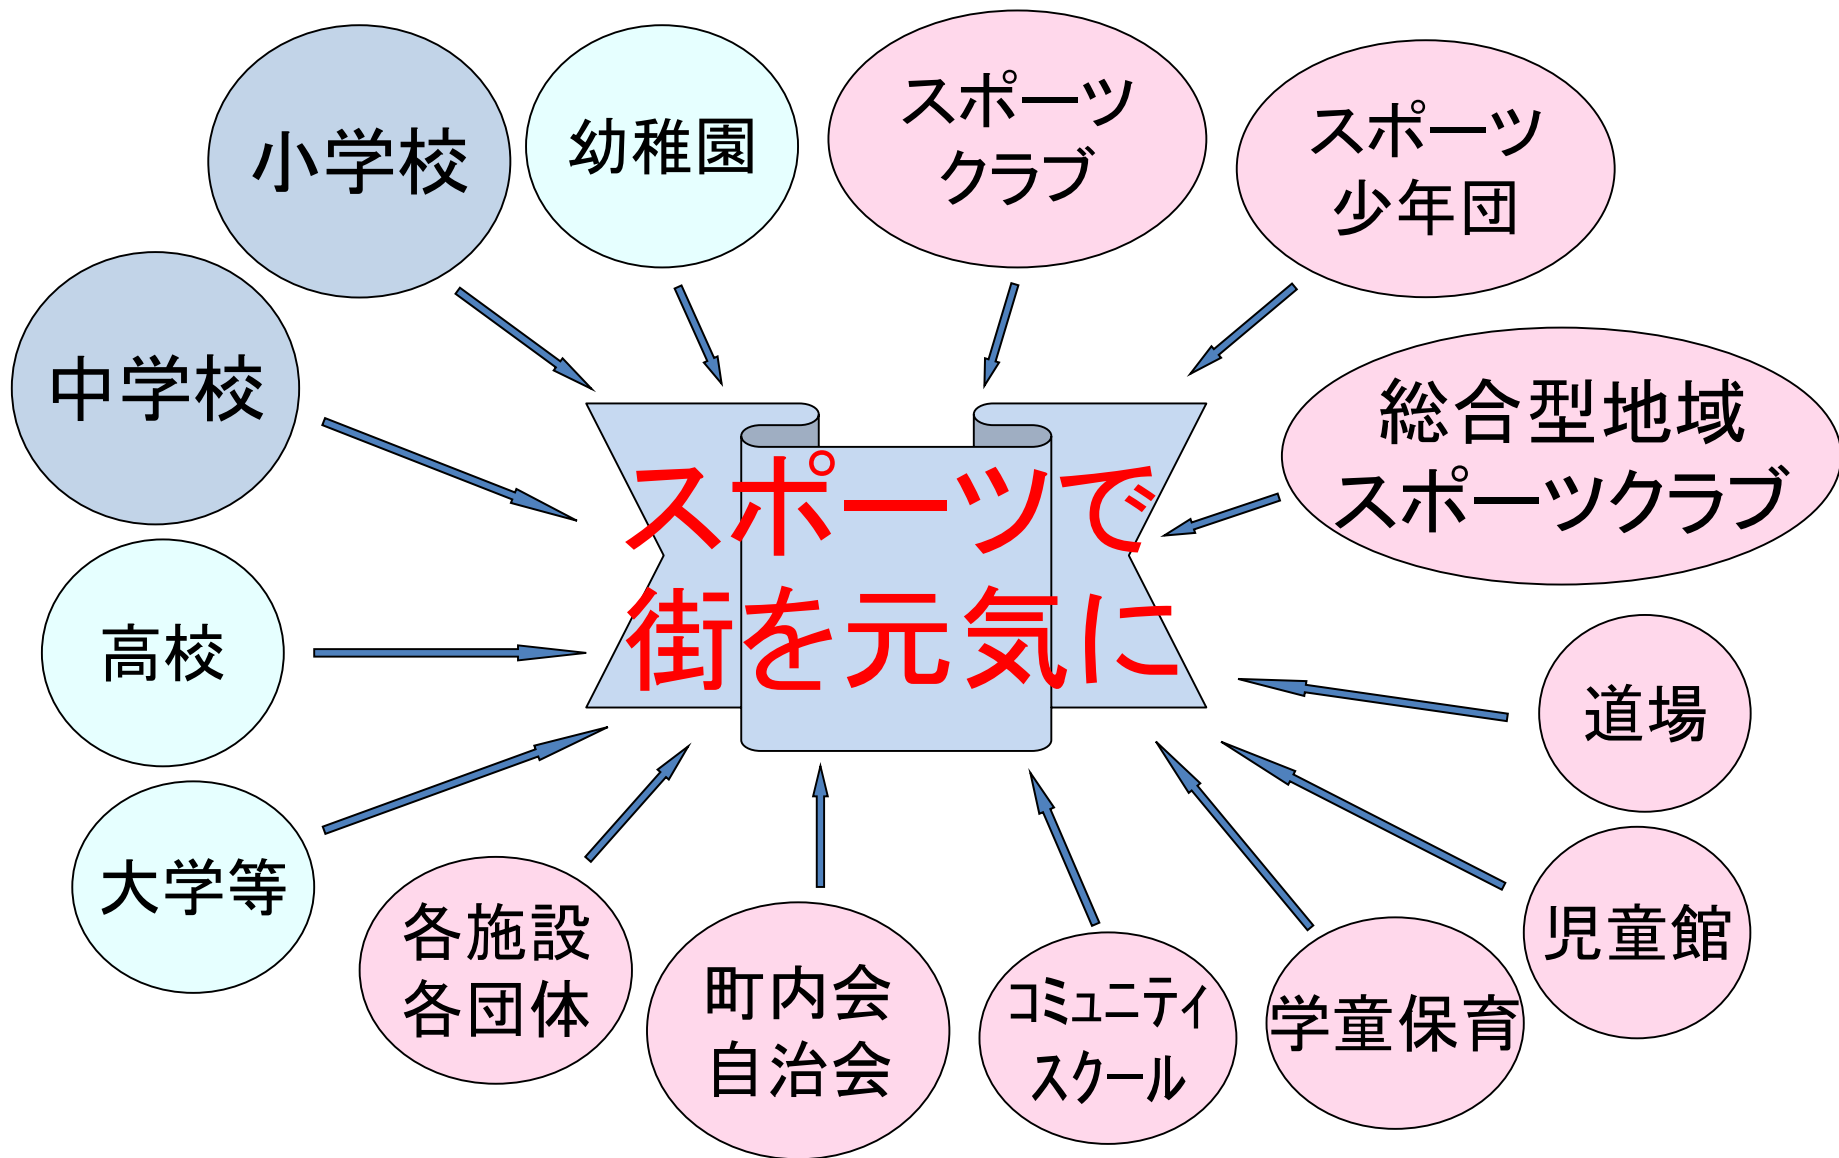 小学校
幼稚園
スポーツ
クラブ
スポーツ
少年団
中学校
総合型地域
スポーツクラブ
スポーツで
街を元気に
高校
道場
大学等
児童館
各施設
各団体
町内会
自治会
コミュニティ
スクール
学童保育